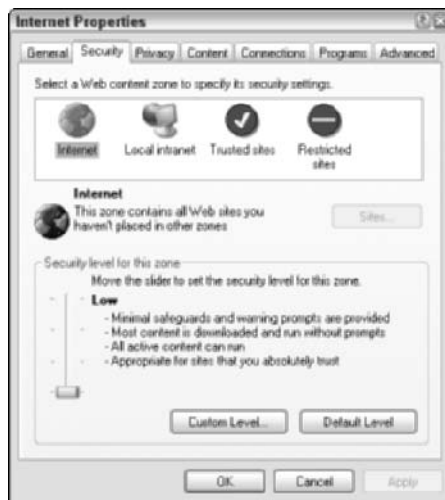 Internet Properties
General Security Privacy Content Connections Programs Advanced
Select a Web content zone to specify its security settings.
Internet Local intranet Trusted sites Restricted sites
Internet
This zone contains all Web sites you
haven't placed in other zones
Sites...
Security level for this zone
Move the slider to set the security level for this zone.
Low
- Minimal safeguards and warning prompts are provided
- Most content is downloaded and run without prompts
- All active content can run
- Appropriate for sites that you absolutely trust
Custom Level... Default Level
OK Cancel Apply